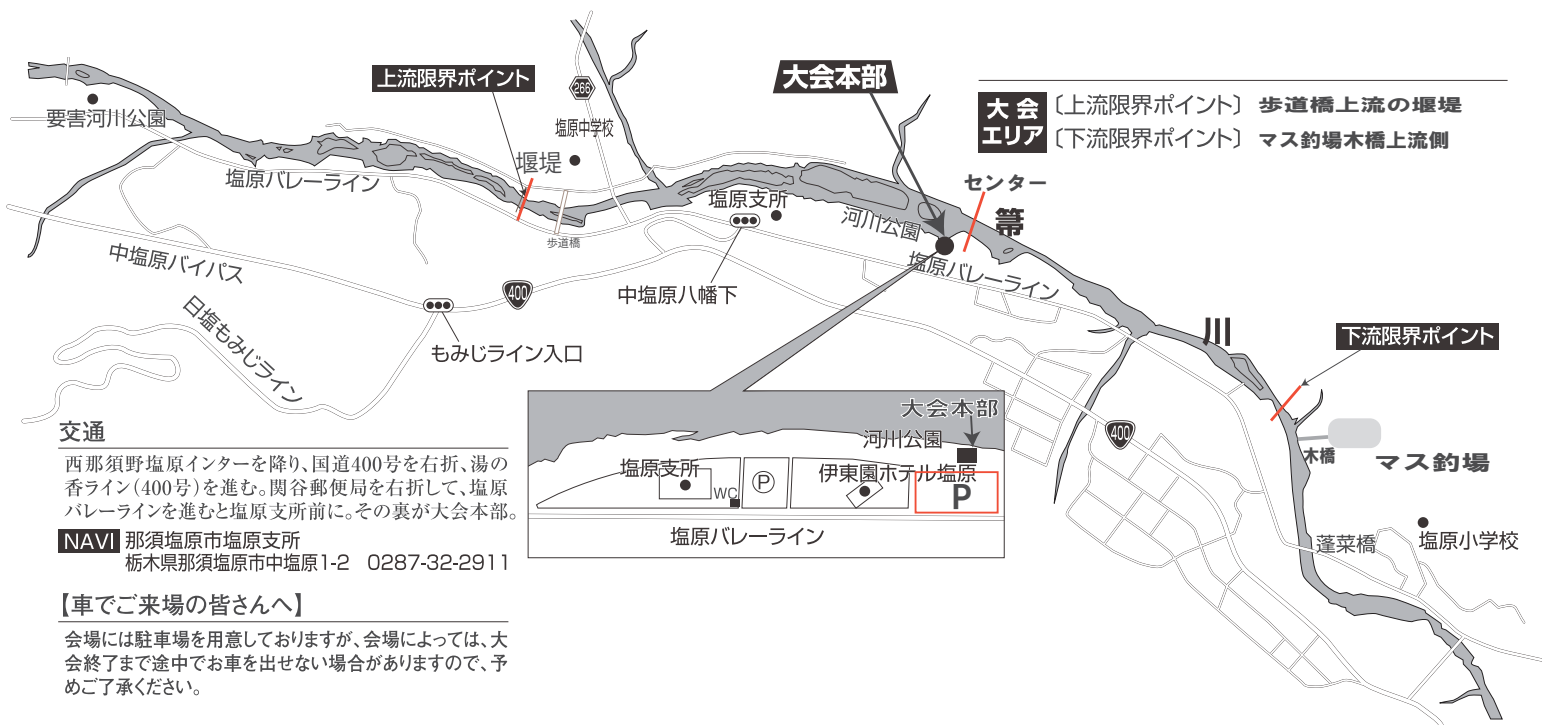 上流限界ポイント
266
大会本部
大会
エリア
〔上流限界ポイント〕 歩道橋上流の堰堤
〔下流限界ポイント〕 マス釣場木橋上流側
要害河川公園
塩原中学校
堰堤
塩原バレーライン
塩原支所
センター
河川公園
箒
歩道橋
中塩原バイパス
塩原バレーライン
400
中塩原八幡下
日塩もみじライン
もみじライン入口
川
下流限界ポイント
大会本部
河川公園
塩原支所
WC
P
伊東園ホテル塩原
P
塩原バレーライン
400
木橋
マス釣場
蓬菜橋
塩原小学校
交通
西那須野塩原インターを降り、国道400号を右折、湯の
香ライン(400号)を進む。関谷郵便局を右折して、塩原
バレーラインを進むと塩原支所前に。その裏が大会本部。
NAVI 那須塩原市塩原支所
栃木県那須塩原市中塩原1-2 0287-32-2911
【車でご来場の皆さんへ】
会場には駐車場を用意しておりますが、会場によっては、大
会終了まで途中でお車を出せない場合がありますので、予
めご了承ください。